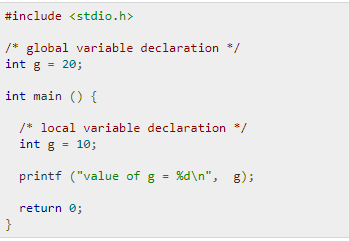 #include <stdio.h>

/* global variable declaration */
int g = 20;

int main () {

  /* local variable declaration */
  int g = 10;

  printf ("value of g = %d\n",  g);

  return 0;
}